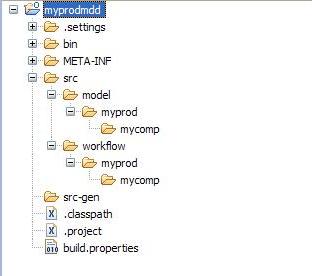 myprodmdd
.settings
bin
META-INF
src
model
myprod
mycomp
workflow
myprod
mycomp
src-gen
.classpath
.project
build.properties